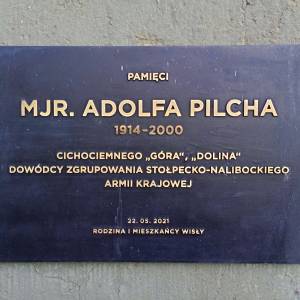 PAMIĘCI
MJR. ADOLFA PILCHA
1914-2000
CICHOCIEMNEGO „GÓRA”, „DOLINA”
DOWÓDCY ZGRUPOWANIA STOŁPECKO-NALIBOCKIEGO
ARMII KRAJOWEJ
22. 05. 2021
RODZINA I MIESZKAŃCY WISŁY